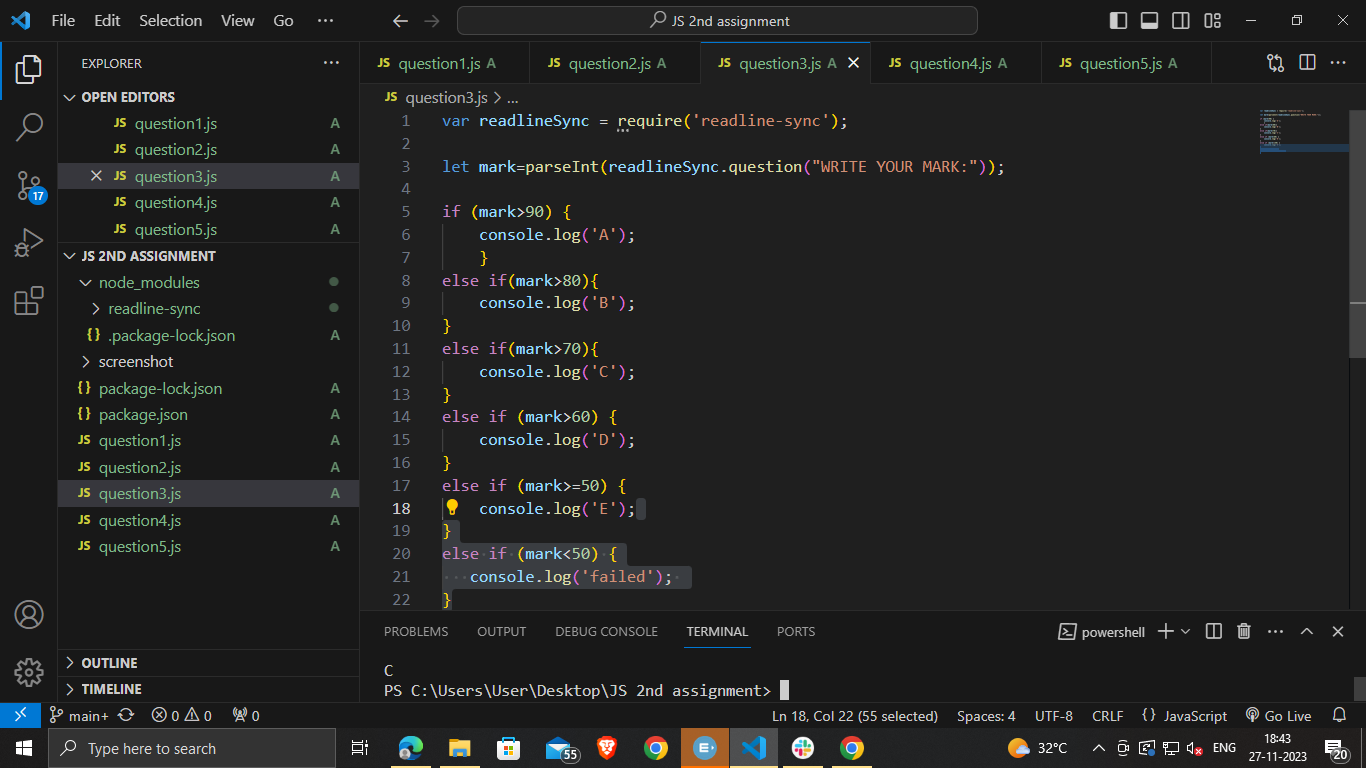 File Edit Selection View Go ···
JS 2nd assignment
EXPLORER ···
OPEN EDITORS
JS question1.js A
JS question2.js A
JS question3.js A
JS question4.js A
JS question5.js A
JS 2ND ASSIGNMENT
node_modules
readline-sync
{} .package-lock.json A
screenshot
{} package-lock.json A
{} package.json A
JS question1.js A
JS question2.js A
JS question3.js A
JS question4.js A
JS question5.js A
OUTLINE
TIMELINE
17
JS question1.js A JS question2.js A JS question3.js A JS question4.js A JS question5.js A
JS question3.js > ...
1 var readlineSync = require('readline-sync');
2
3 let mark=parseInt(readlineSync.question("WRITE YOUR MARK:"));
4
5 if (mark>90) {
6 console.log('A');
7 }
8 else if(mark>80){
9 console.log('B');
10 }
11 else if(mark>70){
12 console.log('C');
13 }
14 else if (mark>60) {
15 console.log('D');
16 }
17 else if (mark>=50) {
18 console.log('E');
19 }
20 else if (mark<50) {
21 console.log('failed');
22 }
PROBLEMS OUTPUT DEBUG CONSOLE TERMINAL PORTS
powershell
C
PS C:\Users\User\Desktop\JS 2nd assignment>
main+ 0 0 0 Ln 18, Col 22 (55 selected) Spaces: 4 UTF-8 CRLF {} JavaScript Go Live
Type here to search
55
32°C ENG
18:43
27-11-2023
20